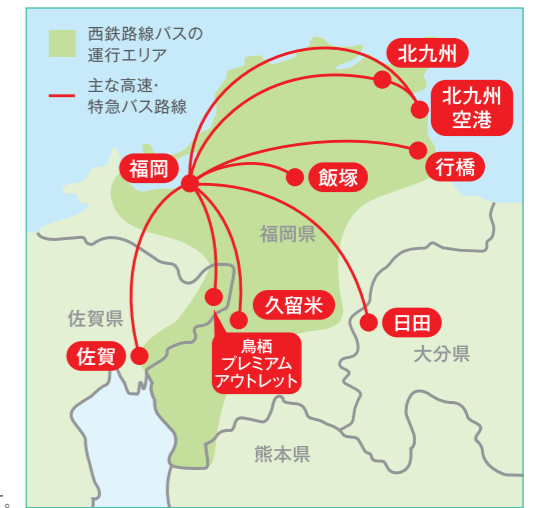 西鉄路線バスの
運行エリア
主な高速·
特急バス路線
北九州
北九州
空港
行橋
福岡
飯塚
福岡県
久留米
日田
佐賀県
鳥栖
プレミアム
アウトレット
佐賀
大分県
熊本県
す。